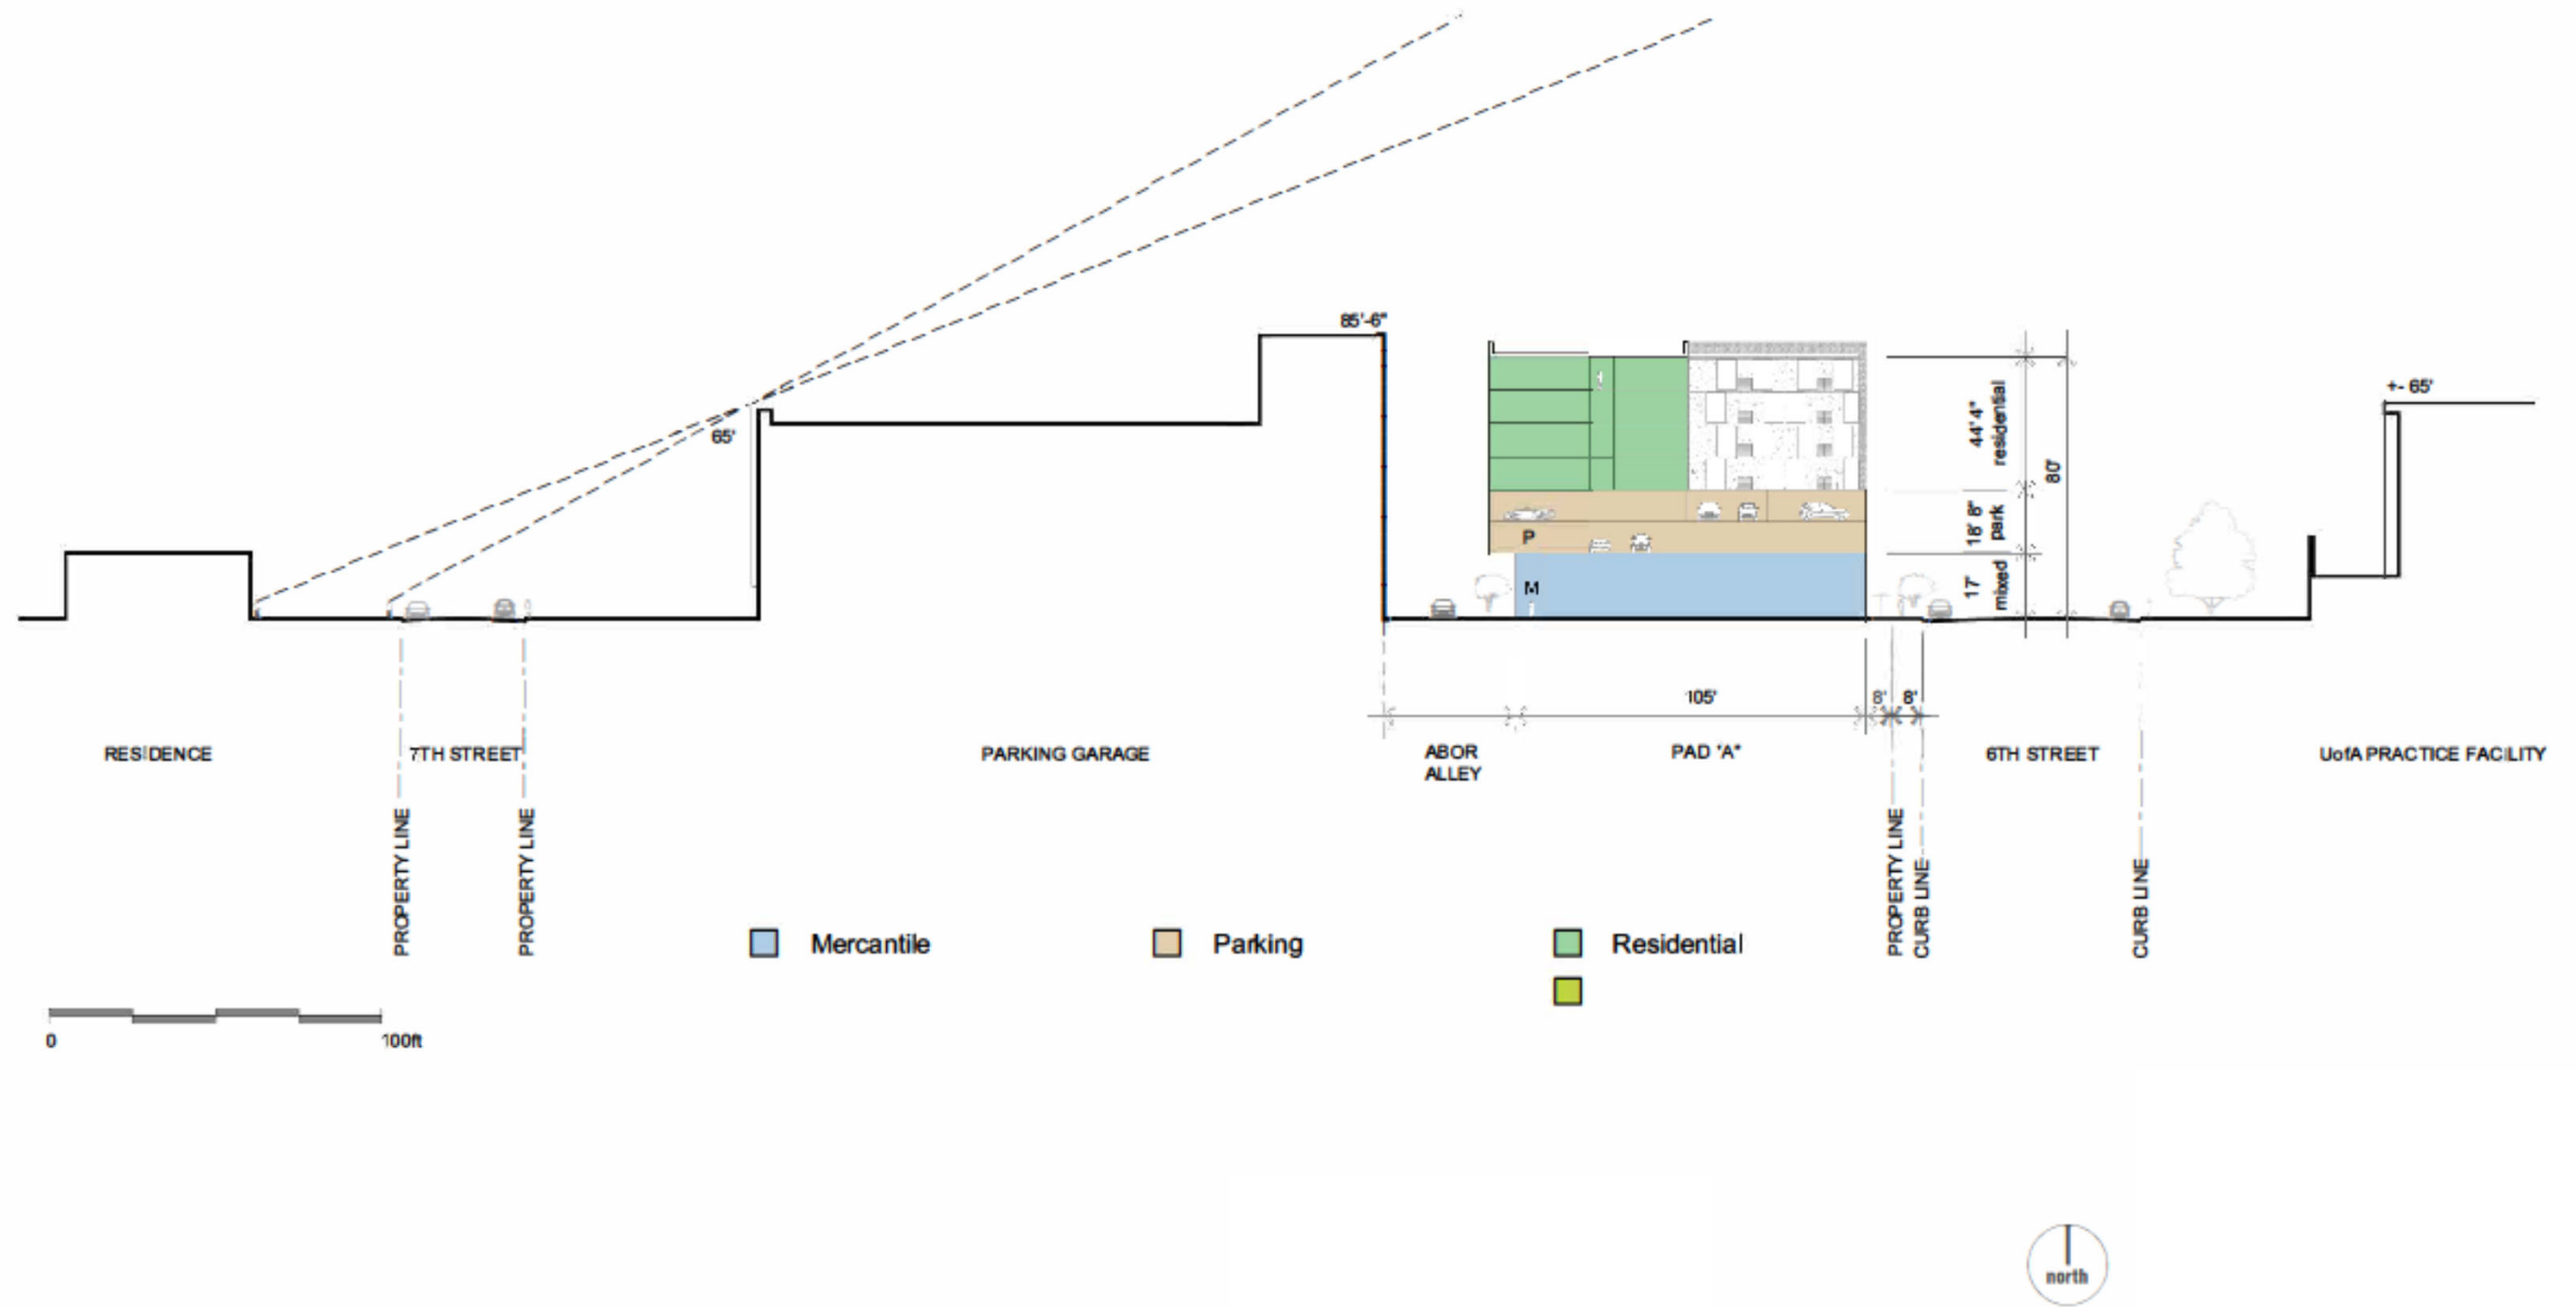 85'-6"
+- 65'
65'
44' 4"
residential
80'
18' 8"
park
P
17'
mixed
M
105'
8'
8'
RESIDENCE
7TH STREET
PARKING GARAGE
ABOR
ALLEY
PAD "A"
6TH STREET
UofA PRACTICE FACILITY
PROPERTY LINE
PROPERTY LINE
PROPERTY LINE
CURB LINE
CURB LINE
Mercantile
Parking
Residential
0
100ft
north